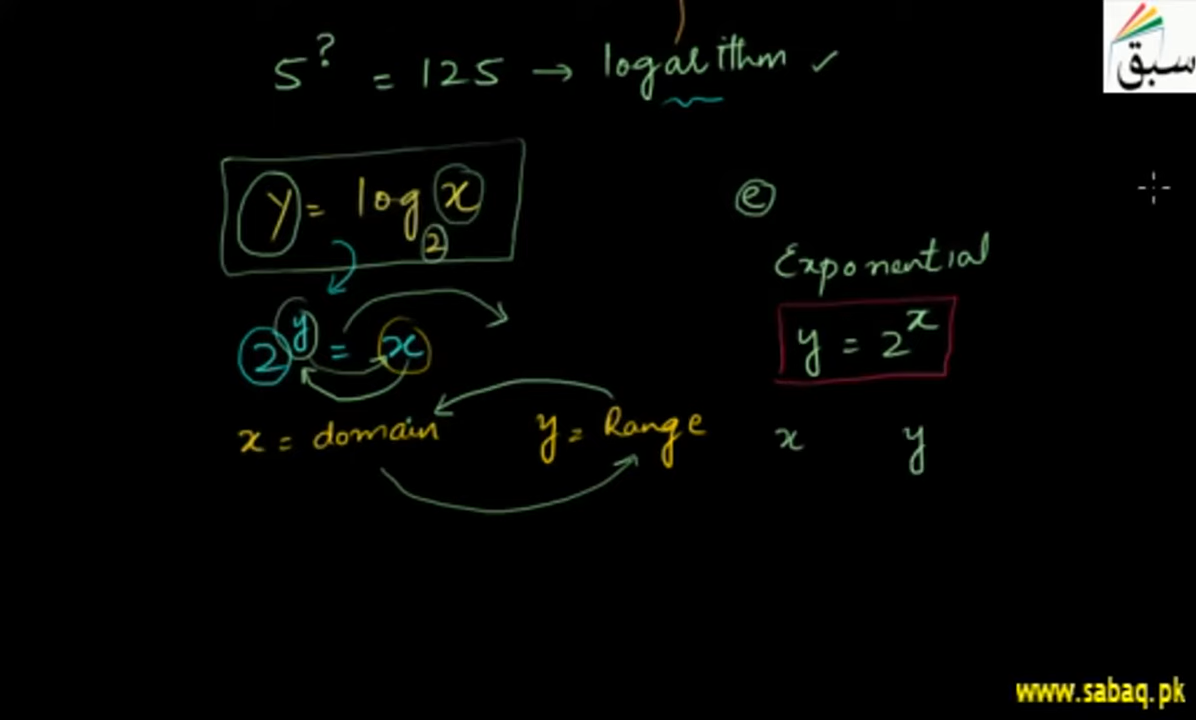 5^? = 125 → logarithm ✓
سبق
y = log₂ x
e
Exponential
2^y = x
y = 2^x
x = domain y = Range
x y
www.sabaq.pk